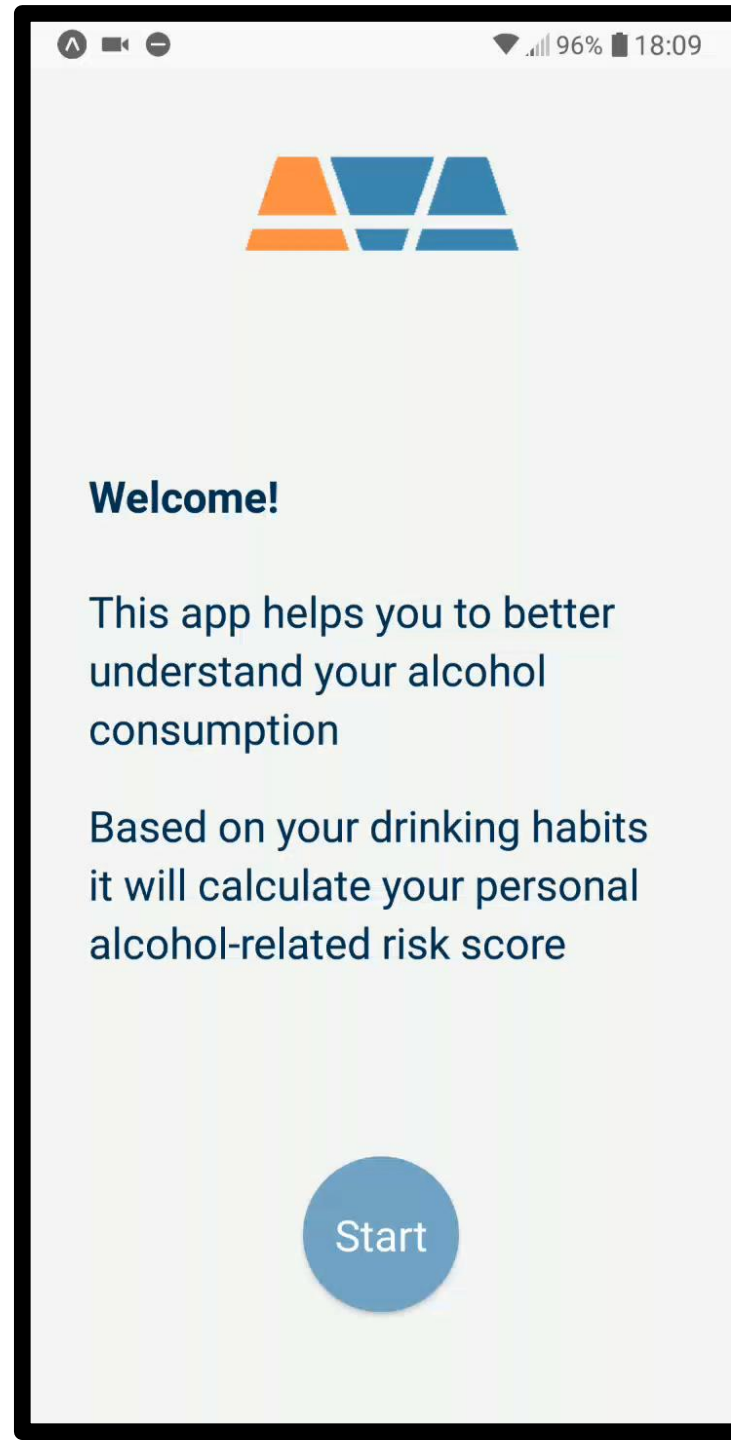 96% 18:09
AVA
Welcome!
This app helps you to better
understand your alcohol
consumption
Based on your drinking habits
it will calculate your personal
alcohol-related risk score
Start